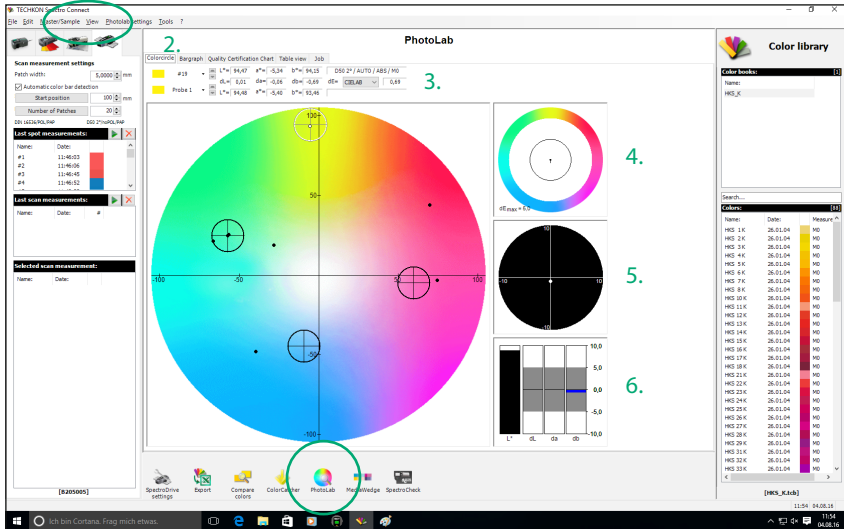 TECHKON Spectro Connect
File Edit Master/Sample View Photolab settings Tools ?
2.
PhotoLab
Color library
Colorcircle Bargraph Quality Certification Chart Table view Job
Scan measurement settings
Patch width: 5,0000 mm
Automatic color bar detection
Start position 100 mm
Number of Patches 20
DIN 16536/POL/PAP D50 2°/noPOL/PAP
#19 L*= 94,47 a*= -5,34 b*= 94,15 D50 2° / AUTO / ABS / M0
dL= 0,01 da= -0,06 db= -0,69 dE= CIELAB 0,69
Probe 1 L*= 94,48 a*= -5,40 b*= 93,46
3.
Last spot measurements:
Name: Date:
#1 11:46:03
#2 11:46:06
#3 11:46:45
#4 11:46:52
Last scan measurements:
Name: Date: #
Selected scan measurement:
Name: Date:
[B205005]
100
50
-100 -50 50 100
-50
-100
dEmax = 6,0
4.
10
-10 10
-10
5.
10,0
5,0
0,0
-5,0
-10,0
L* dL da db
6.
Color books: [1]
Name:
HKS_K
Search...
Colors: [88]
Name: Date: Measure
HKS 1 K 26.01.04 M0
HKS 2 K 26.01.04 M0
HKS 3 K 26.01.04 M0
HKS 4 K 26.01.04 M0
HKS 5 K 26.01.04 M0
HKS 6 K 26.01.04 M0
HKS 7 K 26.01.04 M0
HKS 8 K 26.01.04 M0
HKS 10 K 26.01.04 M0
HKS 11 K 26.01.04 M0
HKS 12 K 26.01.04 M0
HKS 13 K 26.01.04 M0
HKS 14 K 26.01.04 M0
HKS 15 K 26.01.04 M0
HKS 16 K 26.01.04 M0
HKS 17 K 26.01.04 M0
HKS 18 K 26.01.04 M0
HKS 21 K 26.01.04 M0
HKS 22 K 26.01.04 M0
HKS 23 K 26.01.04 M0
HKS 24 K 26.01.04 M0
HKS 25 K 26.01.04 M0
HKS 26 K 26.01.04 M0
HKS 27 K 26.01.04 M0
HKS 28 K 26.01.04 M0
HKS 29 K 26.01.04 M0
HKS 31 K 26.01.04 M0
HKS 32 K 26.01.04 M0
HKS 33 K 26.01.04 M0
[HKS_K.tcb]
SpectroDrive settings
Export
Compare colors
ColorCatcher
PhotoLab
MediaWedge
SpectroCheck
11:54 04.08.16
Ich bin Cortana. Frag mich etwas.
11:54
04.08.16